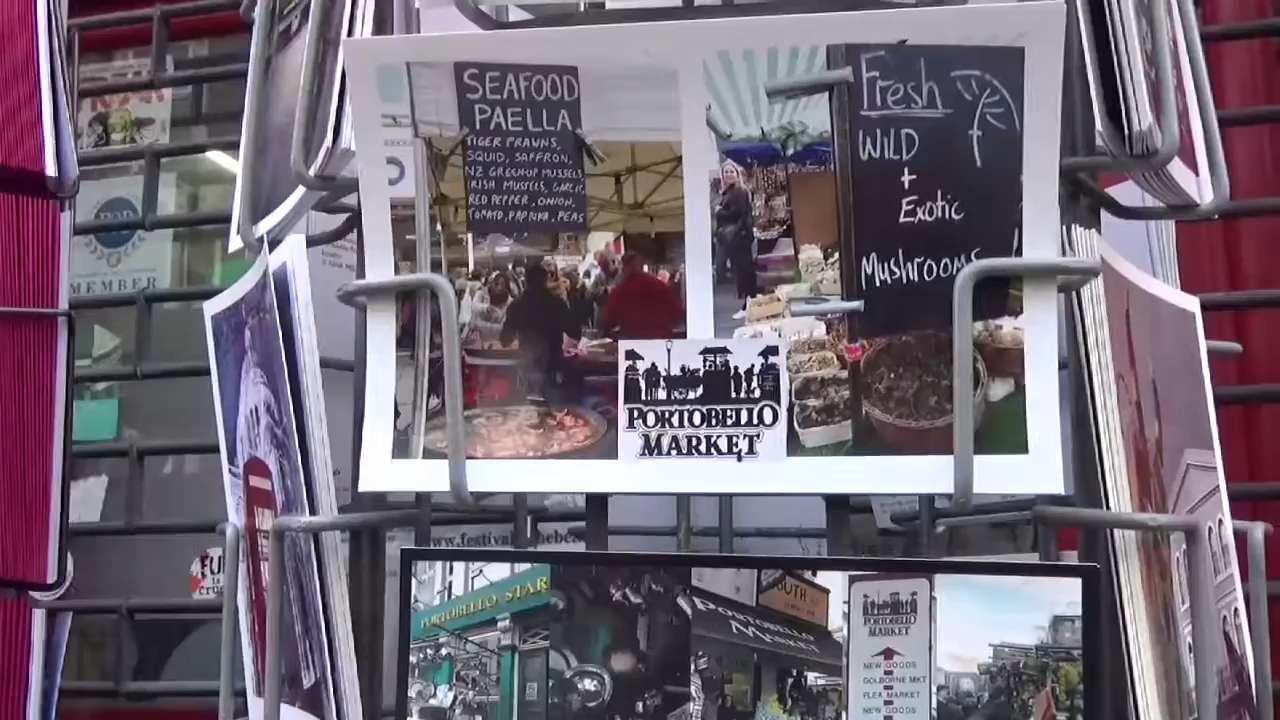 SEAFOOD
PAELLA
TIGER PRAWNS,
SQUID, SAFFRON,
NZ GREENLIP MUSSELS
IRISH MUSSELS, GARLIC,
RED PEPPER, ONION,
TOMATO, PAPRIKA, PEAS
Fresh
WILD
+
Exotic
Mushrooms
PORTOBELLO
MARKET
MEMBER
PORTOBELLO STAR
PORTOBELLO
MARKET
PORTOBELLO
MARKET
NEW GOODS
GOLBORNE MKT
FLEA MARKET
NEW GOODS